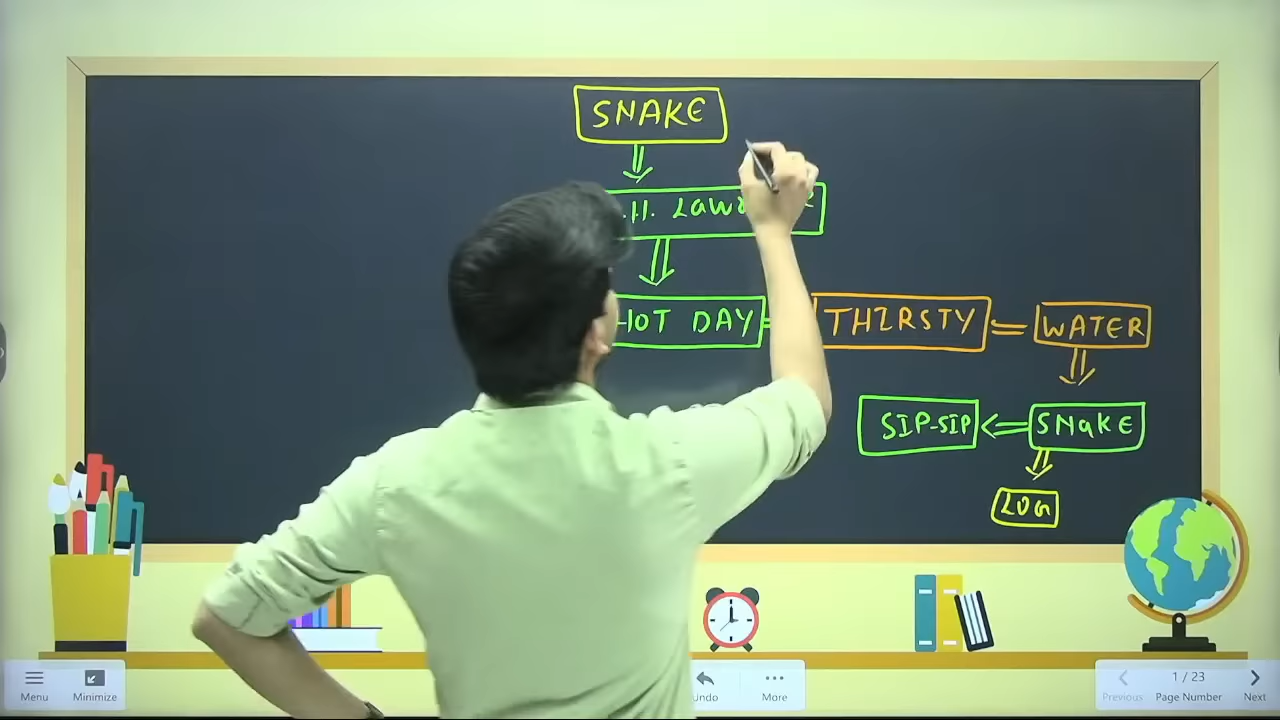 SNAKE
.H.
HOT DAY
THIRSTY
WATER
SIP-SIP
SNaKE
LOG
Menu
Minimize
Undo
More
Previous
1 / 23
Page Number
Next